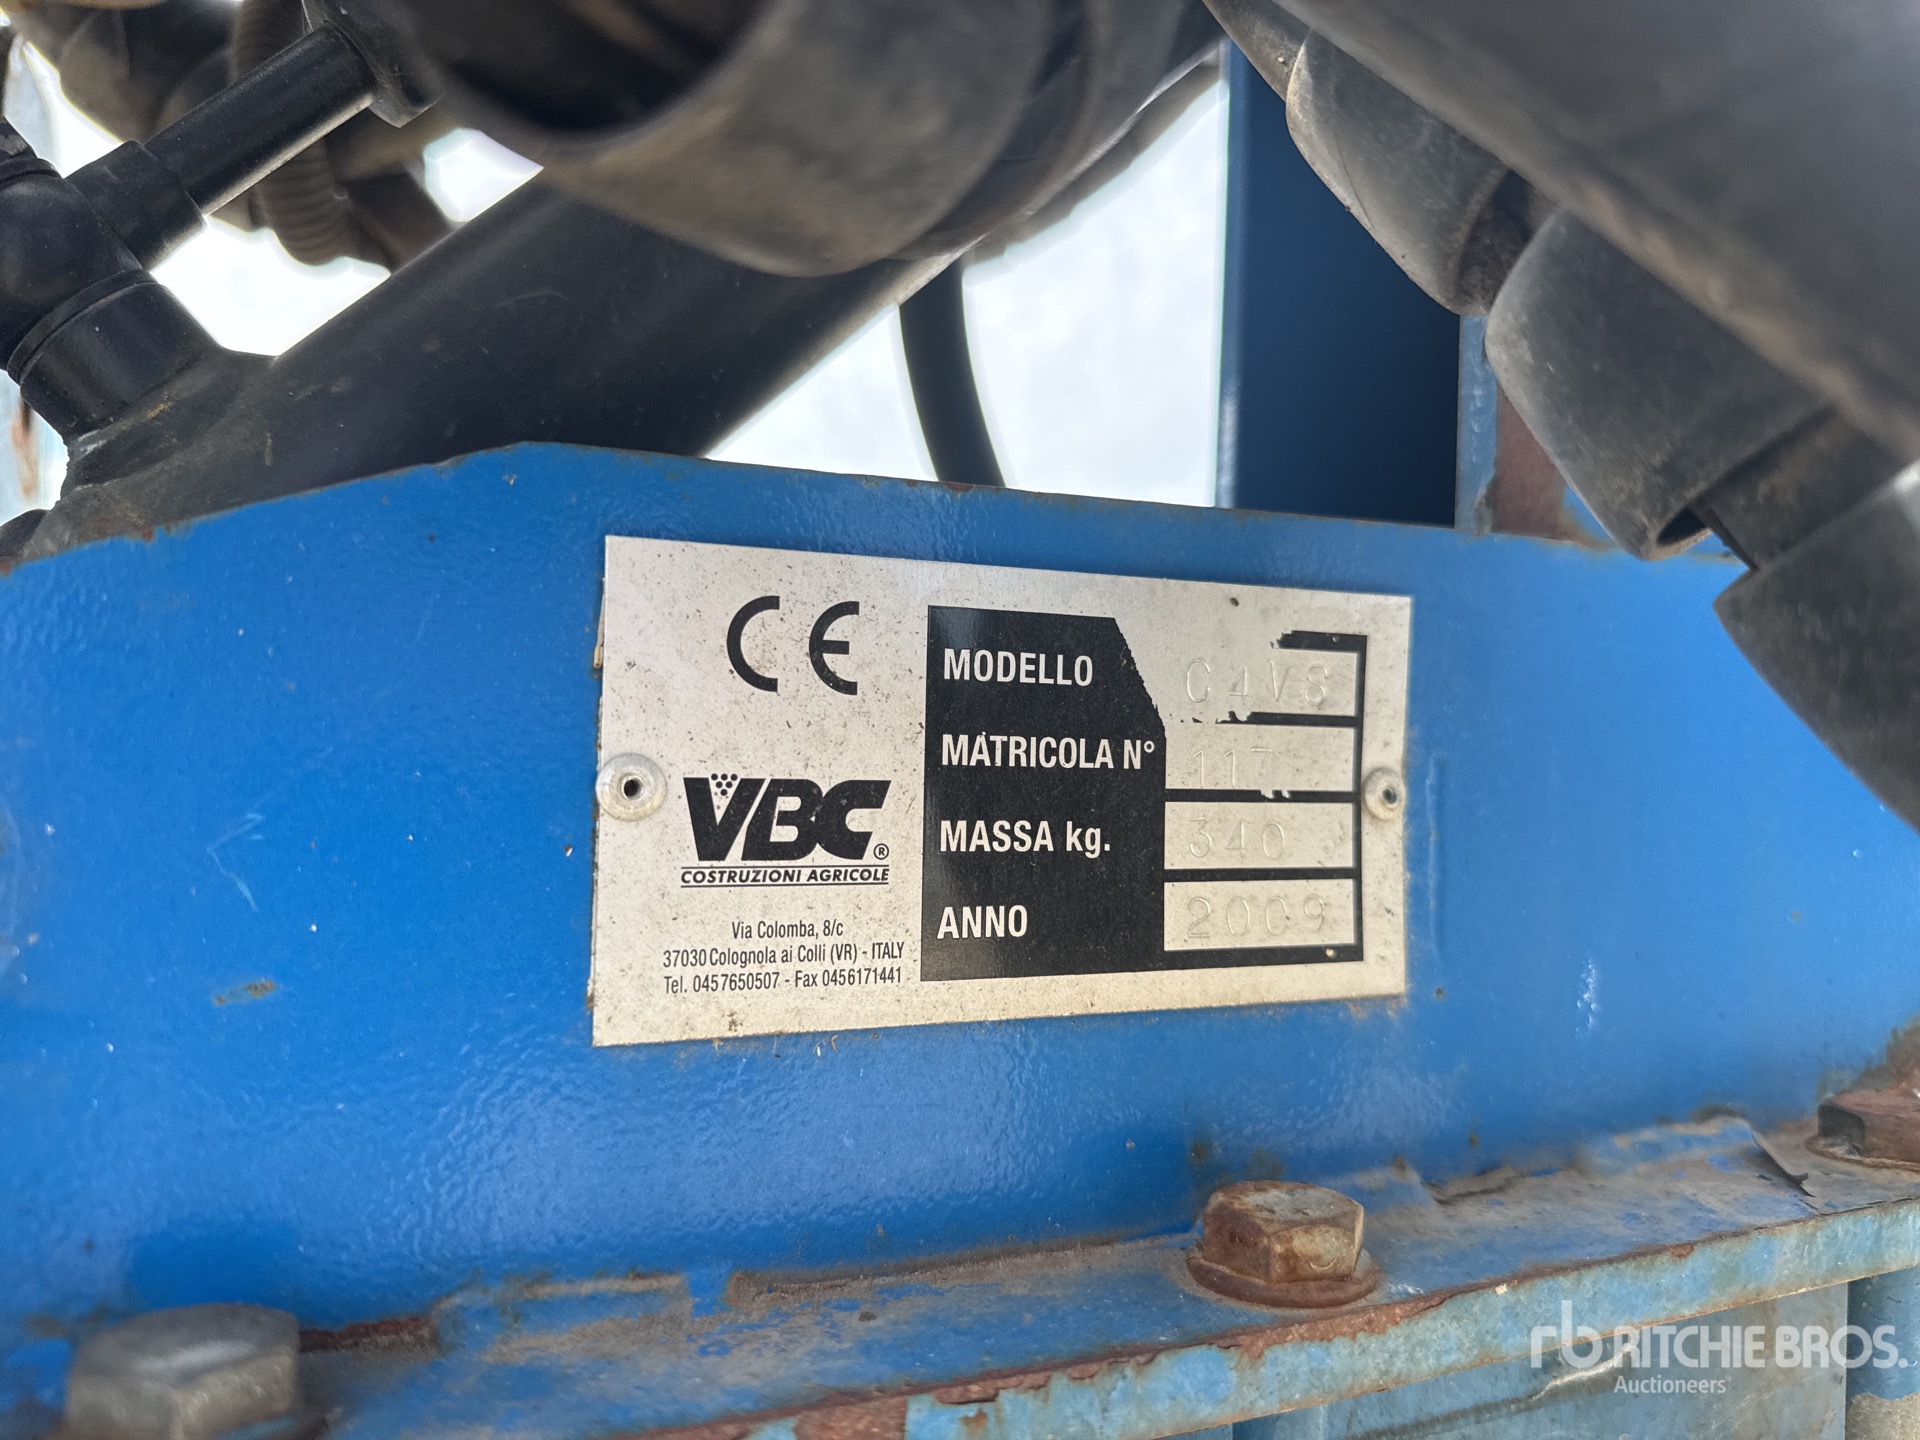 CE
MODELLO C4V8
MATRICOLA N° 117
MASSA kg. 340
ANNO 2009
VBC®
COSTRUZIONI AGRICOLE
Via Colomba, 8/c
37030 Colognola ai Colli (VR) - ITALY
Tel. 0457650507 - Fax 0456171441
rb RITCHIE BROS.
Auctioneers